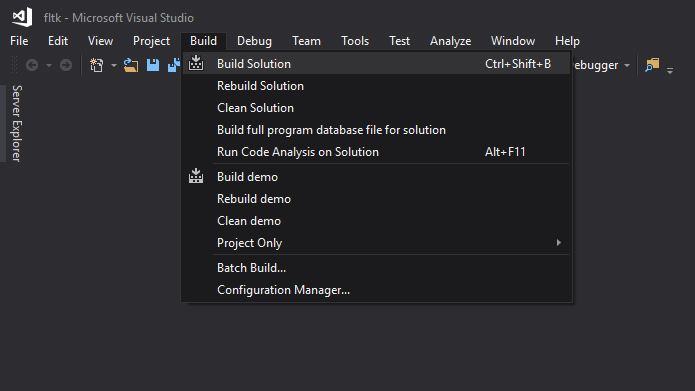 fltk - Microsoft Visual Studio
File Edit View Project Build Debug Team Tools Test Analyze Window Help
Build Solution Ctrl+Shift+B
ebugger
Rebuild Solution
Clean Solution
Build full program database file for solution
Run Code Analysis on Solution Alt+F11
Build demo
Rebuild demo
Clean demo
Project Only
Batch Build...
Configuration Manager...
Server Explorer